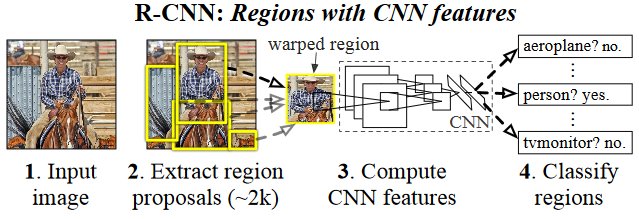 R-CNN: Regions with CNN features
warped region
aeroplane? no.
⋮
person? yes.
⋮
tvmonitor? no.
CNN
1. Input image
2. Extract region proposals (~2k)
3. Compute CNN features
4. Classify regions